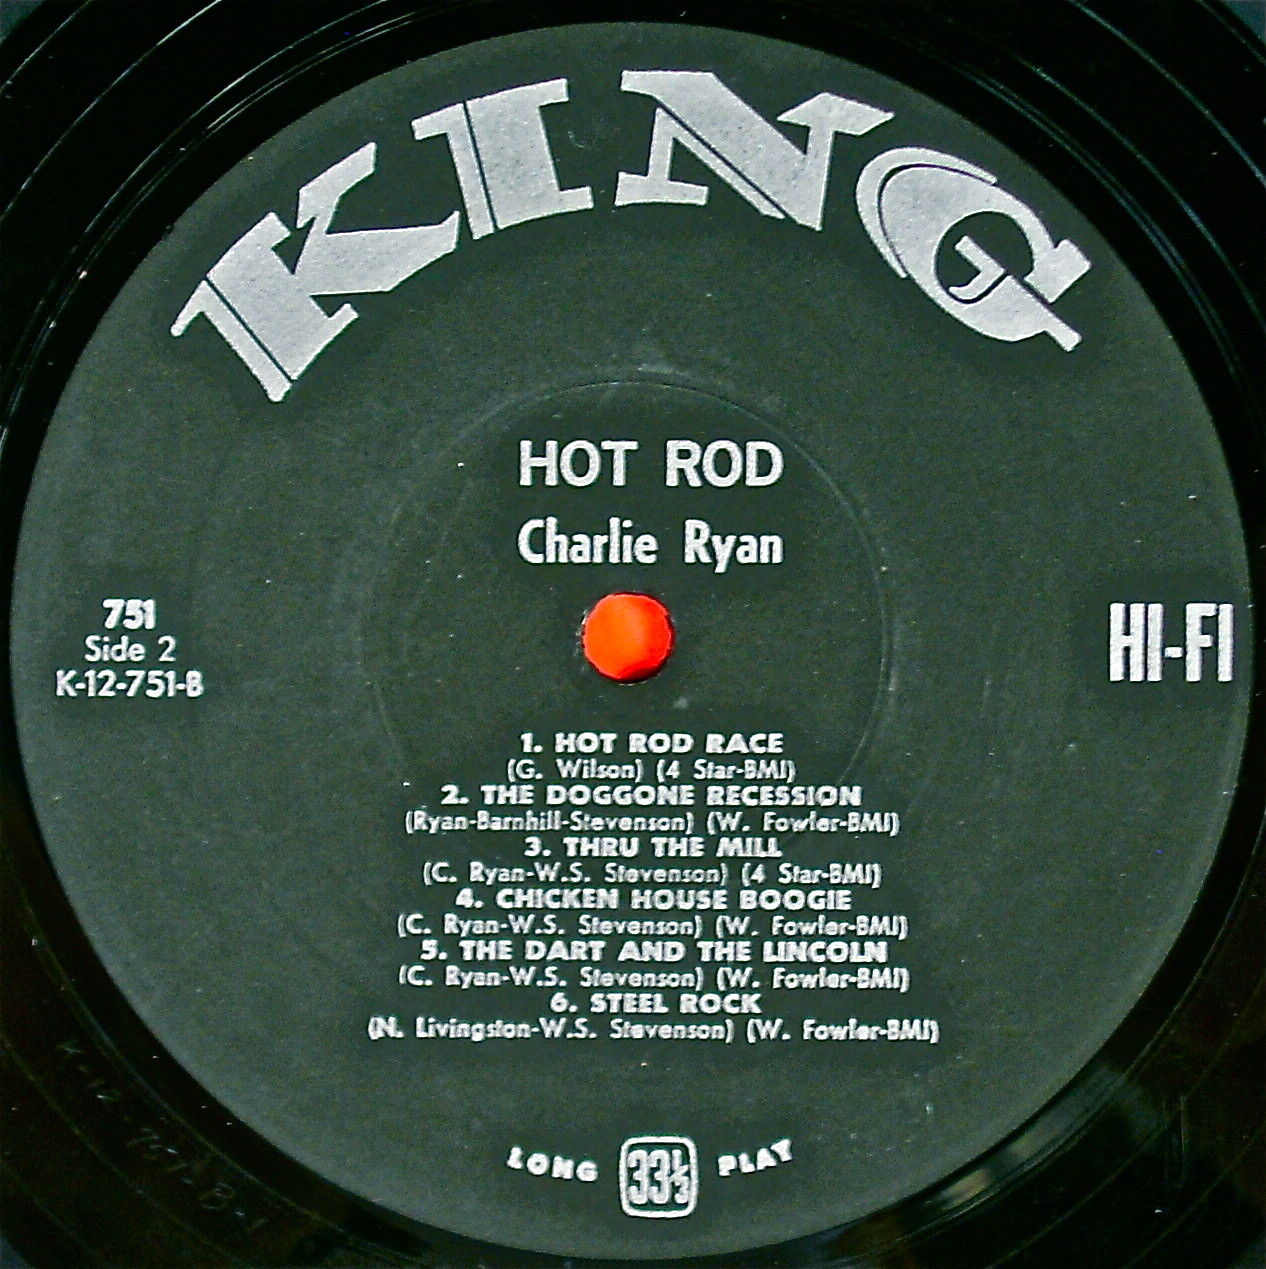 KING
HOT ROD
Charlie Ryan
751
Side 2
K-12-751-B
HI-FI
1. HOT ROD RACE
(G. Wilson) (4 Star-BMI)
2. THE DOGGONE RECESSION
(Ryan-Barnhill-Stevenson) (W. Fowler-BMI)
3. THRU THE MILL
(C. Ryan-W.S. Stevenson) (4 Star-BMI)
4. CHICKEN HOUSE BOOGIE
(C. Ryan-W.S. Stevenson) (W. Fowler-BMI)
5. THE DART AND THE LINCOLN
(C. Ryan-W.S. Stevenson) (W. Fowler-BMI)
6. STEEL ROCK
(N. Livingston-W.S. Stevenson) (W. Fowler-BMI)
LONG 33⅓ PLAY